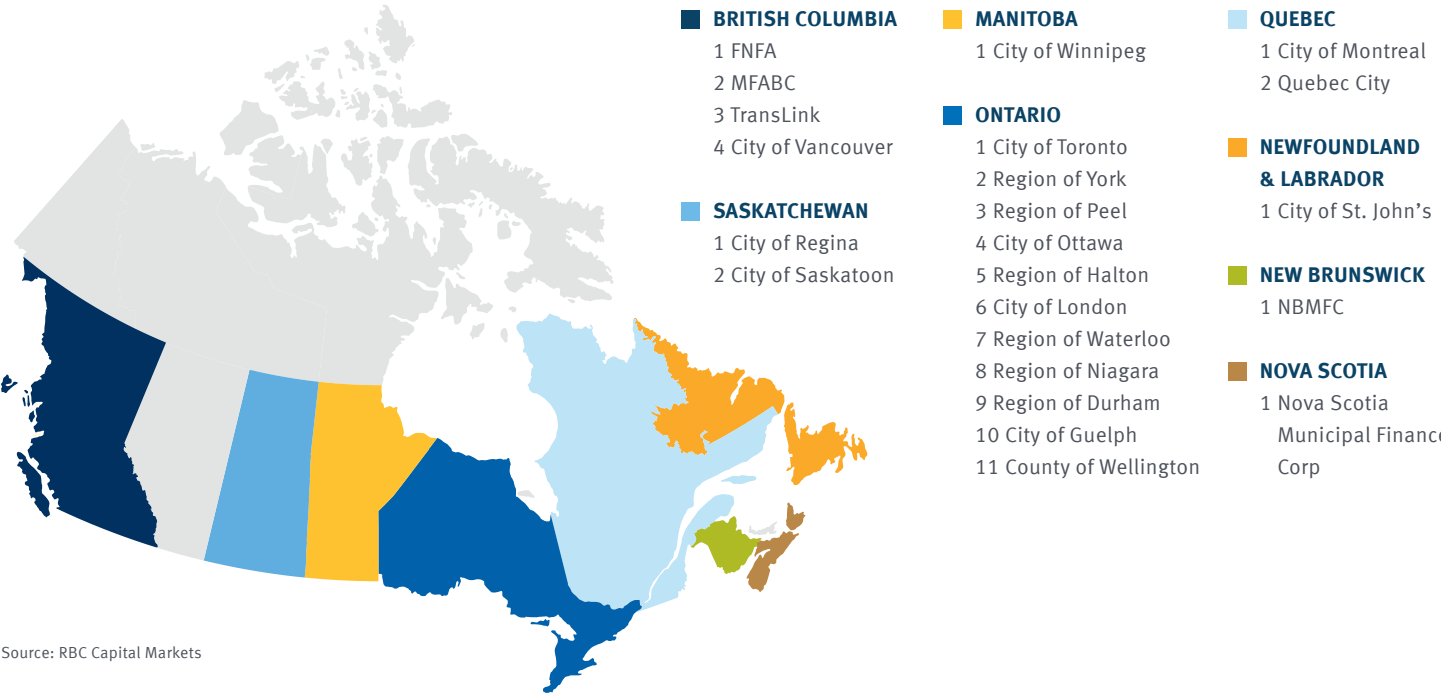 BRITISH COLUMBIA
1 FNFA
2 MFABC
3 TransLink
4 City of Vancouver
SASKATCHEWAN
1 City of Regina
2 City of Saskatoon
MANITOBA
1 City of Winnipeg
ONTARIO
1 City of Toronto
2 Region of York
3 Region of Peel
4 City of Ottawa
5 Region of Halton
6 City of London
7 Region of Waterloo
8 Region of Niagara
9 Region of Durham
10 City of Guelph
11 County of Wellington
QUEBEC
1 City of Montreal
2 Quebec City
NEWFOUNDLAND
& LABRADOR
1 City of St. John’s
NEW BRUNSWICK
1 NBMFC
NOVA SCOTIA
1 Nova Scotia
Municipal Finance
Corp
Source: RBC Capital Markets